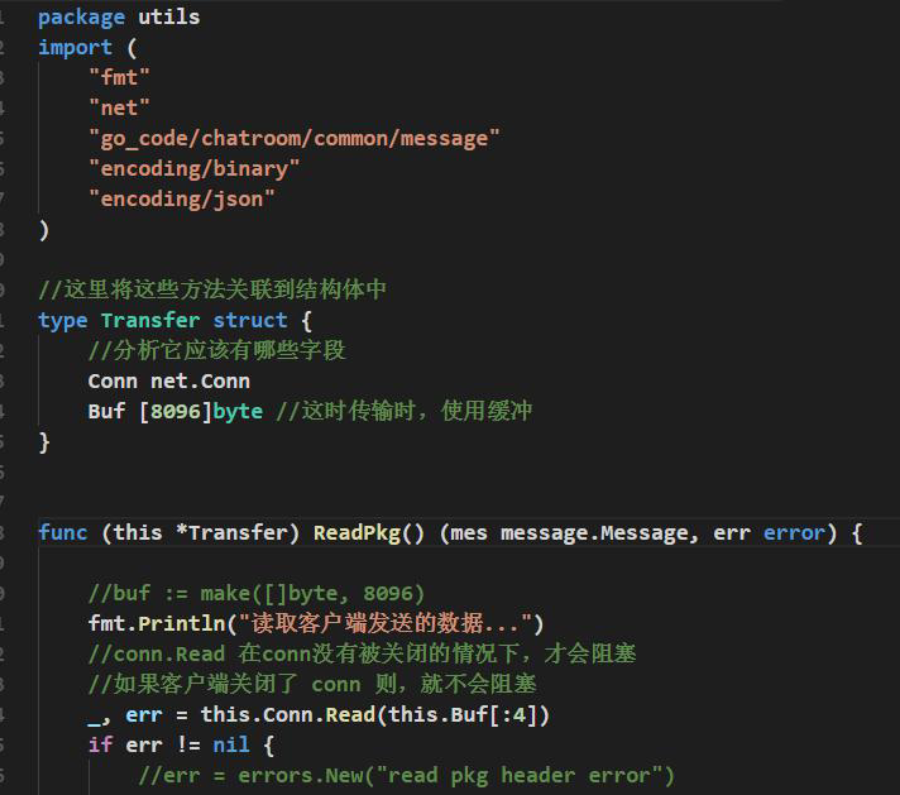 package utils
import (
"fmt"
"net"
"go_code/chatroom/common/message"
"encoding/binary"
"encoding/json"
)
//这里将这些方法关联到结构体中
type Transfer struct {
//分析它应该有哪些字段
Conn net.Conn
Buf [8096]byte //这时传输时，使用缓冲
}
func (this *Transfer) ReadPkg() (mes message.Message, err error) {
//buf := make([]byte, 8096)
fmt.Println("读取客户端发送的数据...")
//conn.Read 在conn没有被关闭的情况下，才会阻塞
//如果客户端关闭了 conn 则，就不会阻塞
_, err = this.Conn.Read(this.Buf[:4])
if err != nil {
//err = errors.New("read pkg header error")